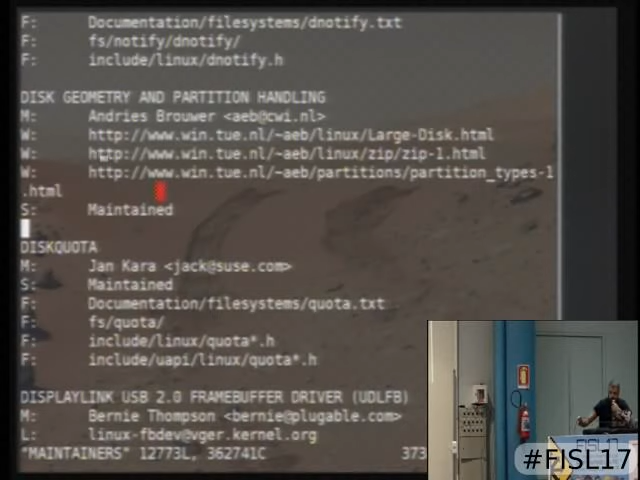 F:      Documentation/filesystems/dnotify.txt
F:      fs/notify/dnotify/
F:      include/linux/dnotify.h
DISK GEOMETRY AND PARTITION HANDLING
M:      Andries Brouwer <aeb@cwi.nl>
W:      http://www.win.tue.nl/~aeb/linux/Large-Disk.html
W:      http://www.win.tue.nl/~aeb/linux/zip/zip-1.html
W:      http://www.win.tue.nl/~aeb/partitions/partition_types-1
.html
S:      Maintained
DISKQUOTA
M:      Jan Kara <jack@suse.com>
S:      Maintained
F:      Documentation/filesystems/quota.txt
F:      fs/quota/
F:      include/linux/quota*.h
F:      include/uapi/linux/quota*.h
DISPLAYLINK USB 2.0 FRAMEBUFFER DRIVER (UDLFB)
M:      Bernie Thompson <bernie@plugable.com>
L:      linux-fbdev@vger.kernel.org
"MAINTAINERS" 12773L, 362741C 373
FISL17
#FISL17